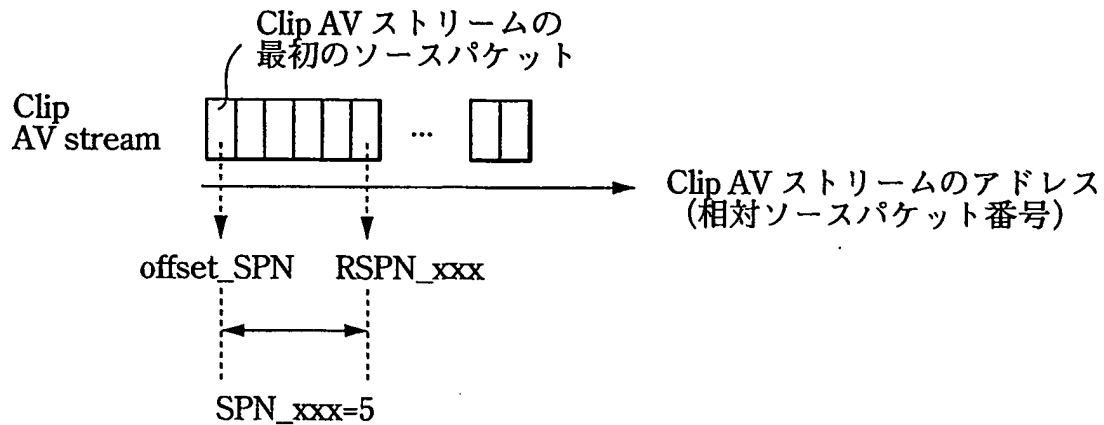 Clip AV ストリームの
最初のソースパケット
Clip
AV stream
...
Clip AV ストリームのアドレス
(相対ソースパケット番号)
offset_SPN RSPN_xxx
SPN_xxx=5